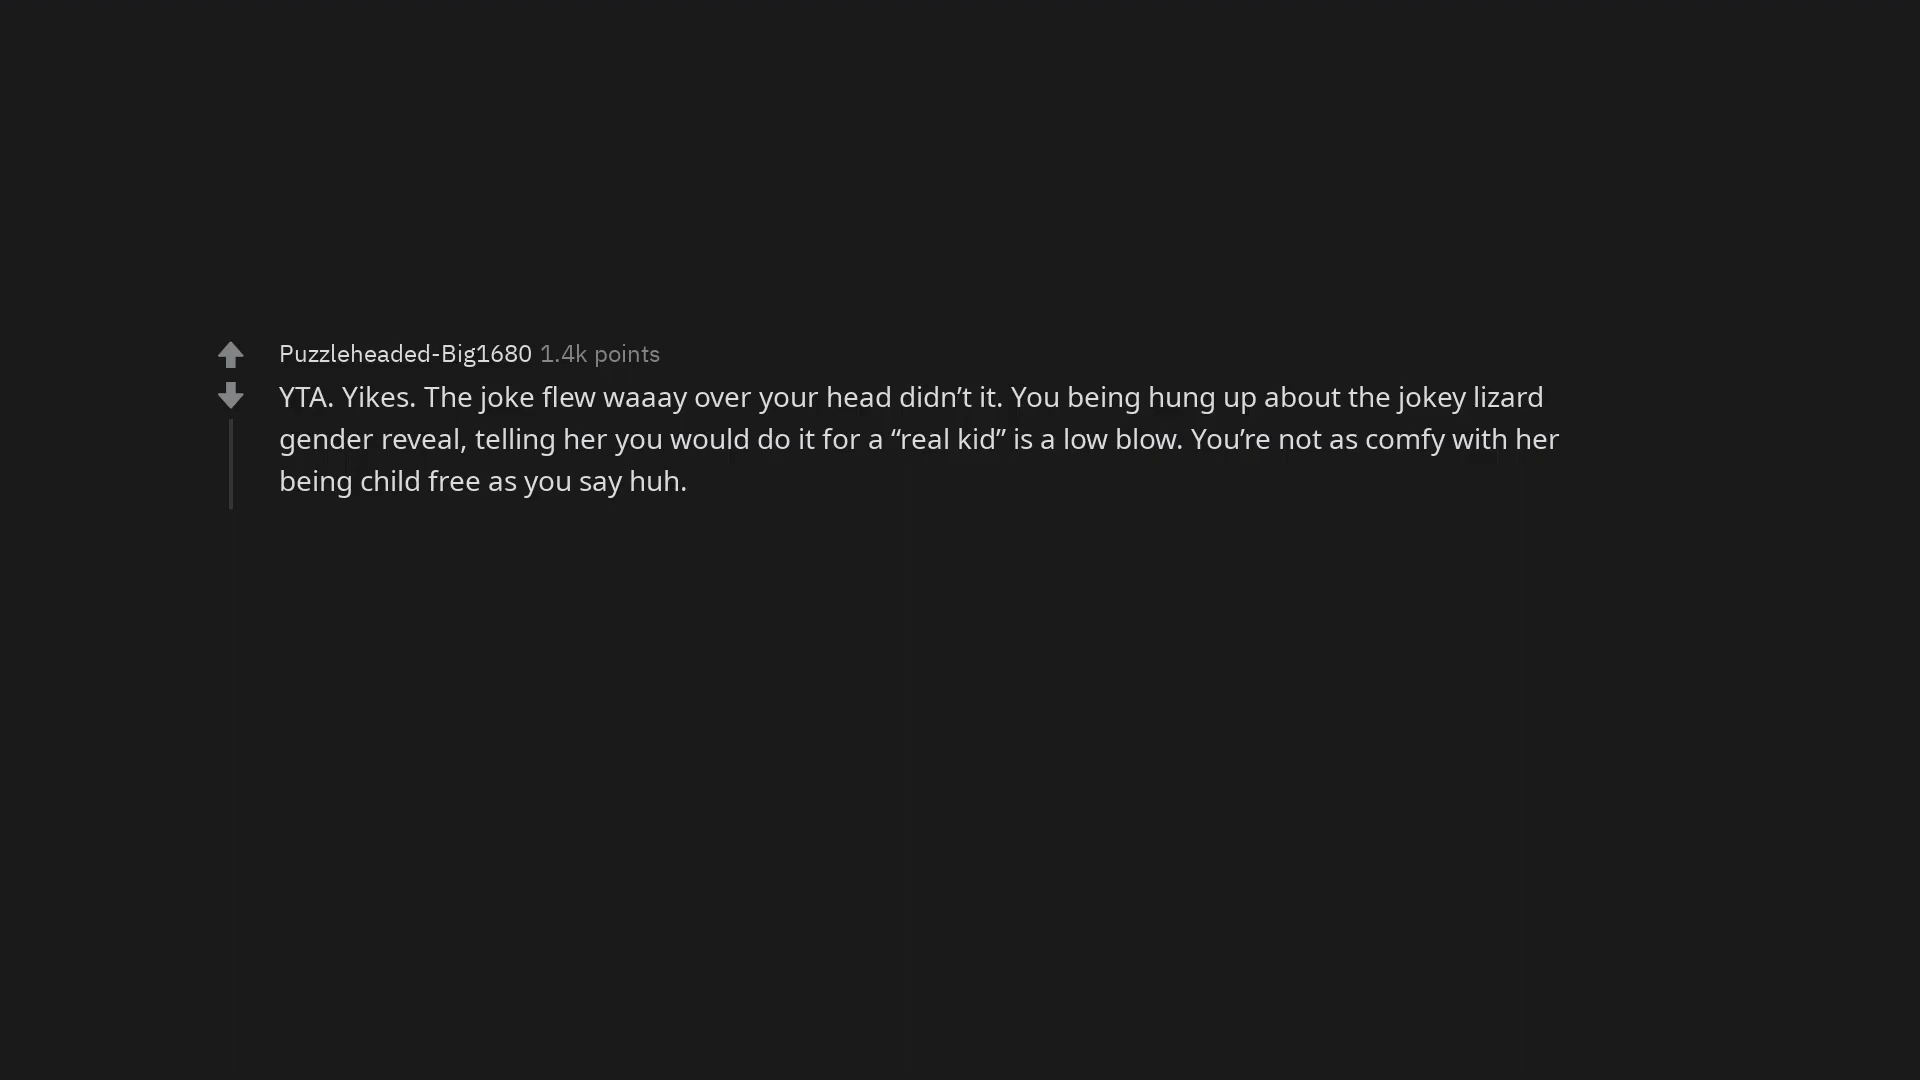 Puzzleheaded-Big1680 1.4k points
YTA. Yikes. The joke flew waaay over your head didn’t it. You being hung up about the jokey lizard
gender reveal, telling her you would do it for a “real kid” is a low blow. You’re not as comfy with her
being child free as you say huh.